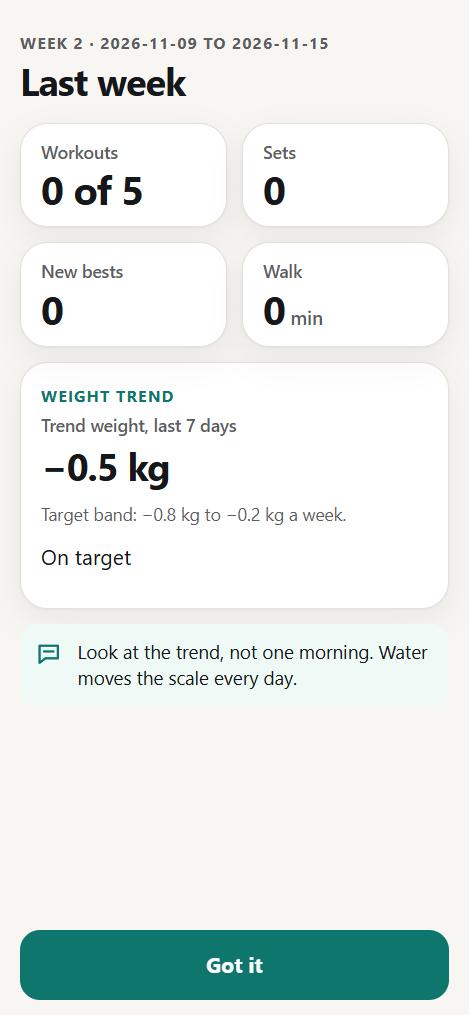 WEEK 2 · 2026-11-09 TO 2026-11-15
Last week
Workouts
0 of 5
Sets
0
New bests
0
Walk
0 min
WEIGHT TREND
Trend weight, last 7 days
−0.5 kg
Target band: −0.8 kg to −0.2 kg a week.
On target
Look at the trend, not one morning. Water
moves the scale every day.
Got it